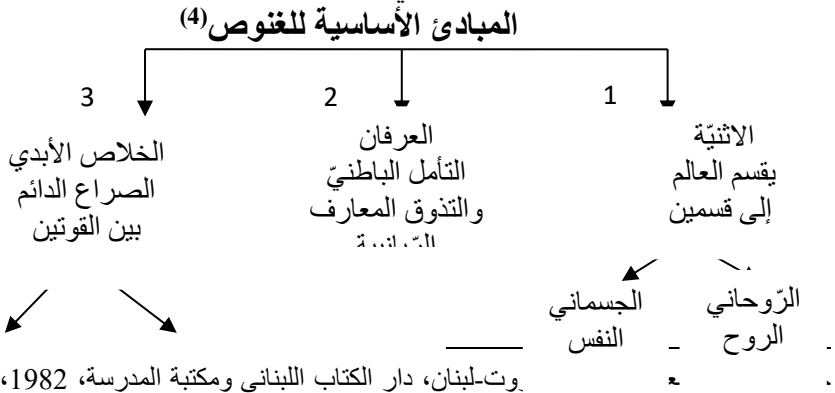 المبادئ الأساسية للغنوص(4)
1
2
3
الاثنيّة
يقسم العالم
إلى قسمين
العرفان
التأمل الباطنيّ
والتذوق المعارف
الخلاص الأبدي
الصراع الدائم
بين القوتين
الرّوحاني
الروح
الجسماني
النفس
وت-لبنان، دار الكتاب اللبناني ومكتبة المدرسة، 1982،